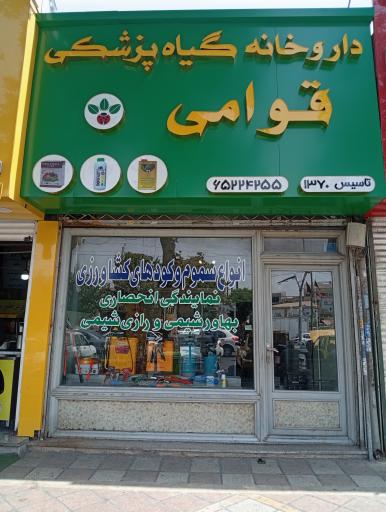 داروخانه گیاه پزشکی
قوامی
۶۵۲۲۴۲۵۵
تاسیس ۱۳۷۰
انواع سموم و کودهای کشاورزی
نمایندگی انحصاری
بهاور شیمی و رازی شیمی